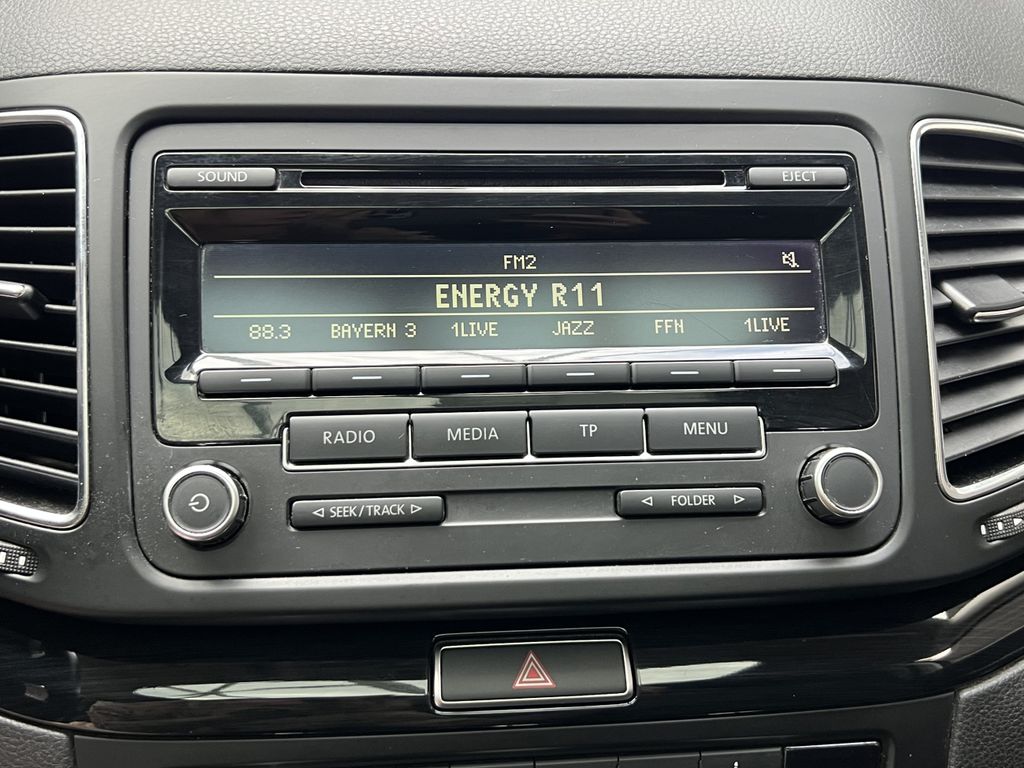 SOUND EJECT
FM2
ENERGY R11
88.3 BAYERN 3 1LIVE JAZZ FFN 1LIVE
RADIO MEDIA TP MENU
SEEK/TRACK FOLDER